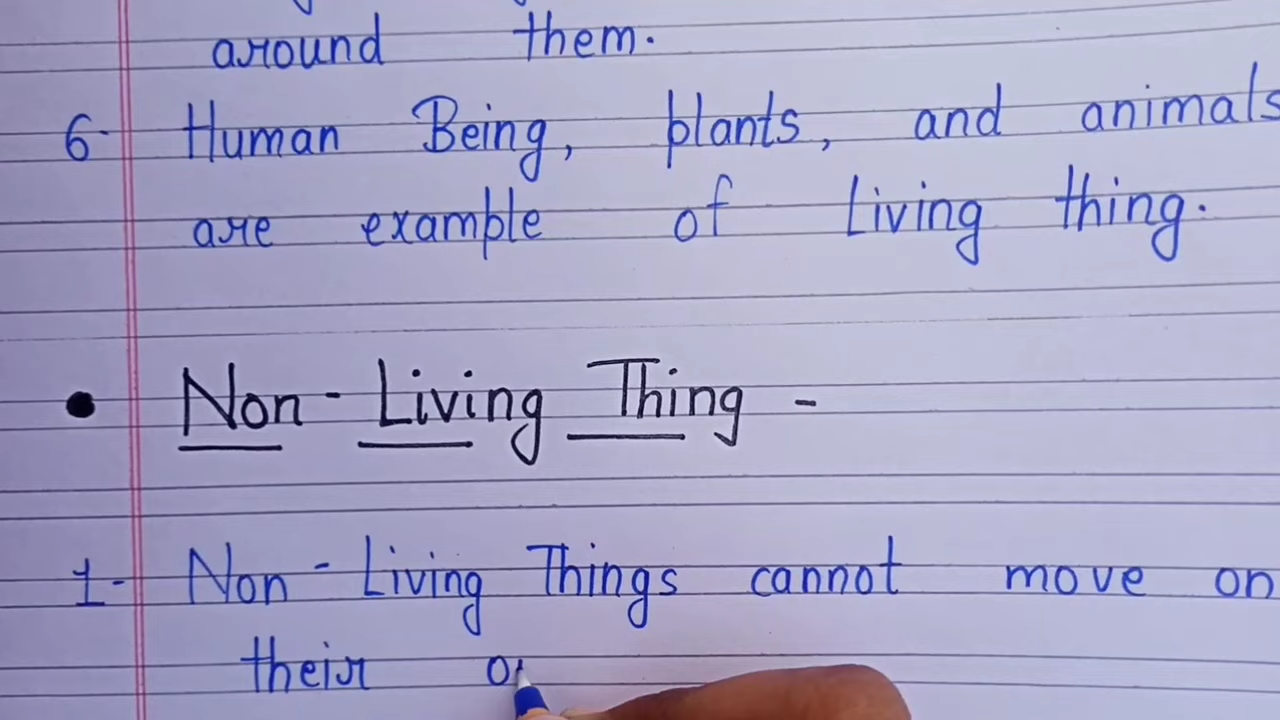 around them.
6- Human Being, plants, and animals
are example of Living thing.
• Non-Living Thing -
1- Non-Living Things cannot move on
their